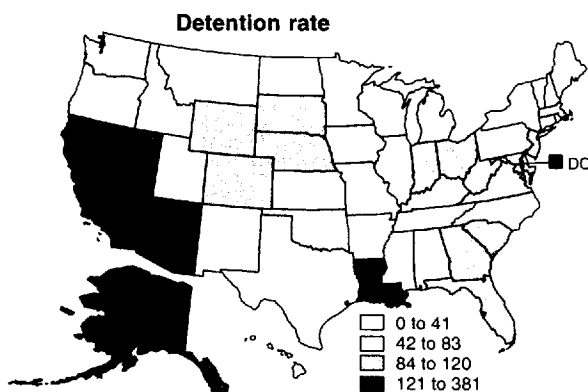 Detention rate
DC
0 to 41
42 to 83
84 to 120
121 to 381